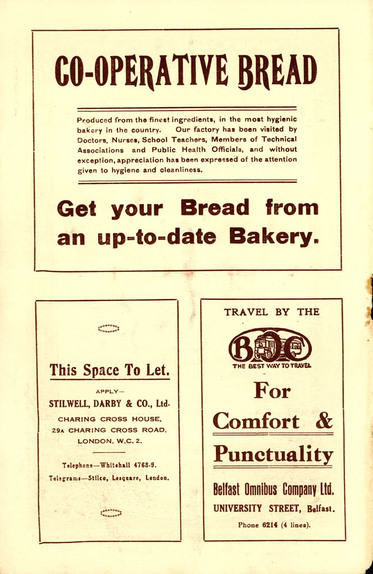 CO-OPERATIVE BREAD
Produced from the finest ingredients, in the most hygienic
bakery in the country. Our factory has been visited by
Doctors, Nurses, School Teachers, Members of Technical
Associations and Public Health Officials, and without
exception, appreciation has been expressed of the attention
given to hygiene and cleanliness.
Get your Bread from
an up-to-date Bakery.
This Space To Let.
APPLY—
STILWELL, DARBY & CO., Ltd.
CHARING CROSS HOUSE,
29A CHARING CROSS ROAD,
LONDON, W.C. 2.
Telephone—Whitehall 4768-9.
Telegrams—Stilco, Lesquare, London.
TRAVEL BY THE
BOC
THE BEST WAY TO TRAVEL
For
Comfort &
Punctuality
Belfast Omnibus Company Ltd.
UNIVERSITY STREET, Belfast.
Phone 6214 (4 lines).